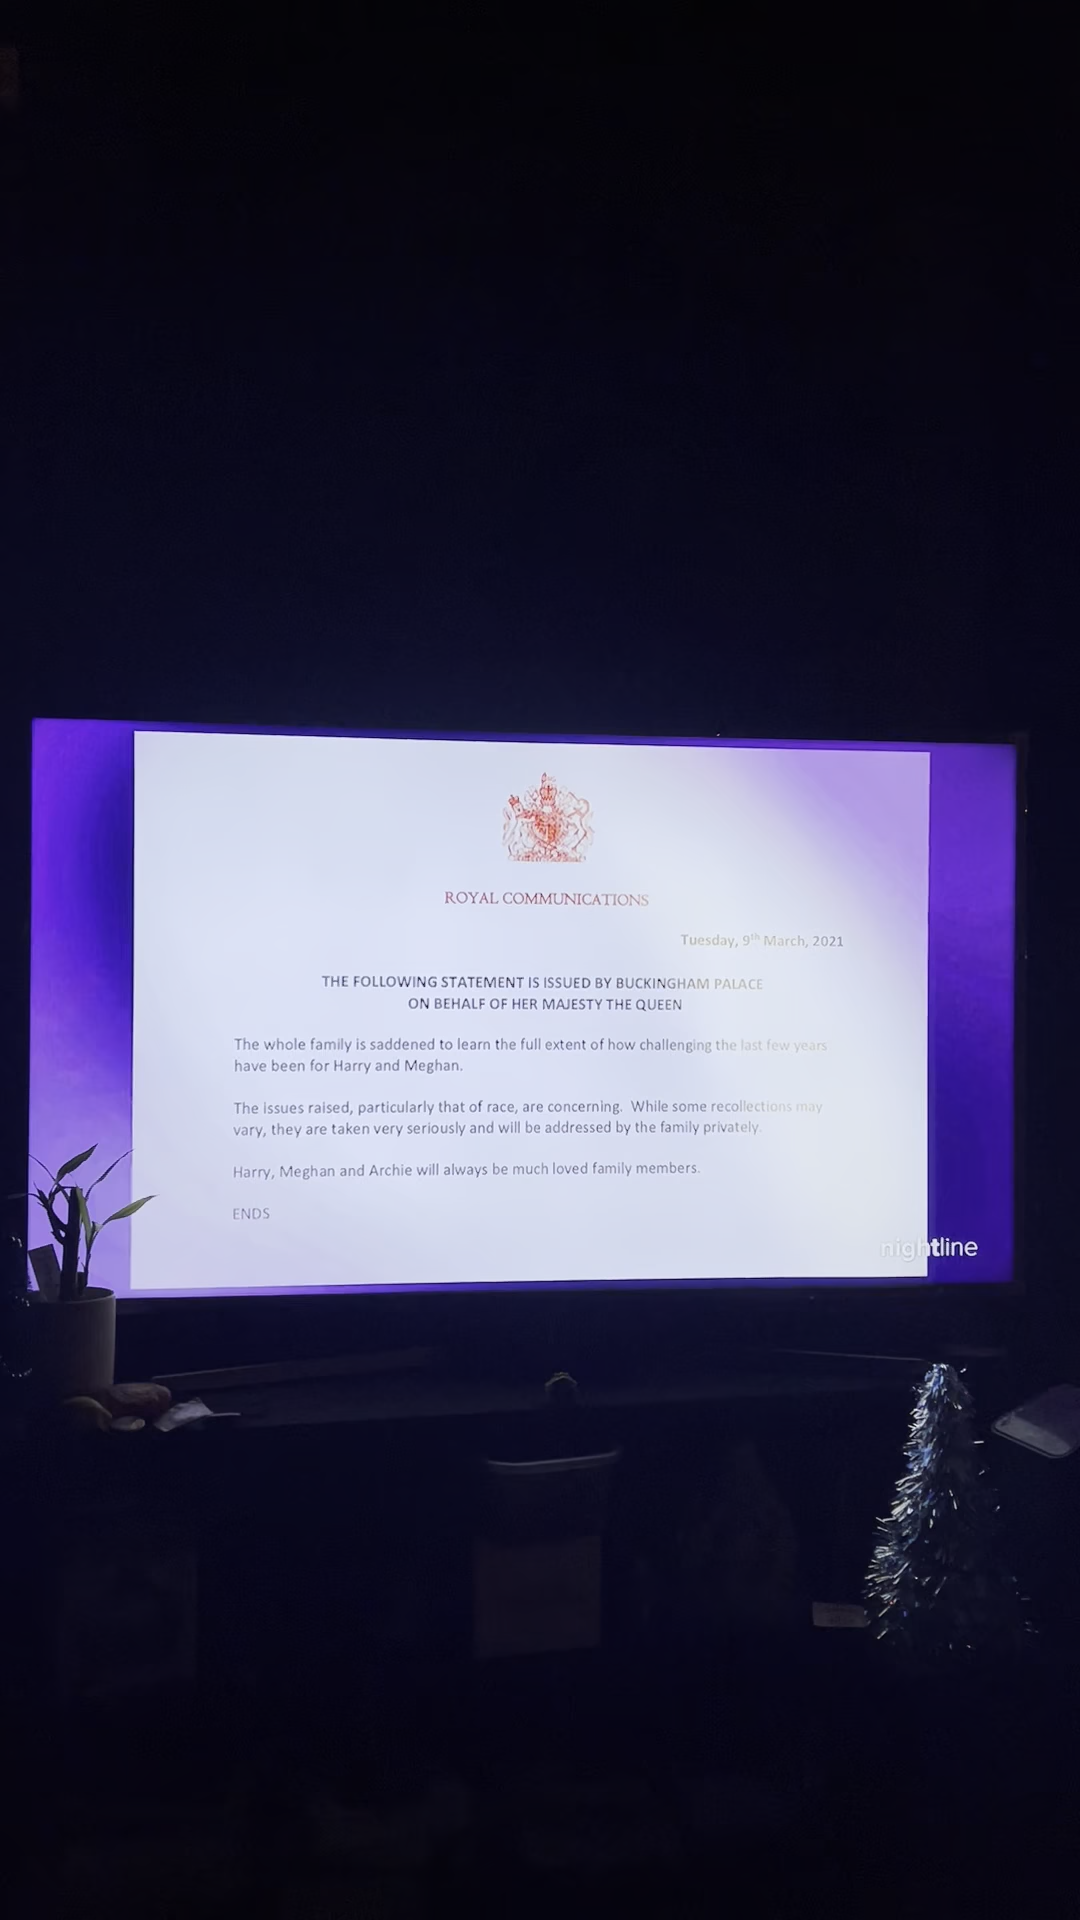 ROYAL COMMUNICATIONS
Tuesday, 9th March, 2021
THE FOLLOWING STATEMENT IS ISSUED BY BUCKINGHAM PALACE
ON BEHALF OF HER MAJESTY THE QUEEN
The whole family is saddened to learn the full extent of how challenging the last few years
have been for Harry and Meghan.
The issues raised, particularly that of race, are concerning.  While some recollections may
vary, they are taken very seriously and will be addressed by the family privately.
Harry, Meghan and Archie will always be much loved family members.
ENDS
nightline